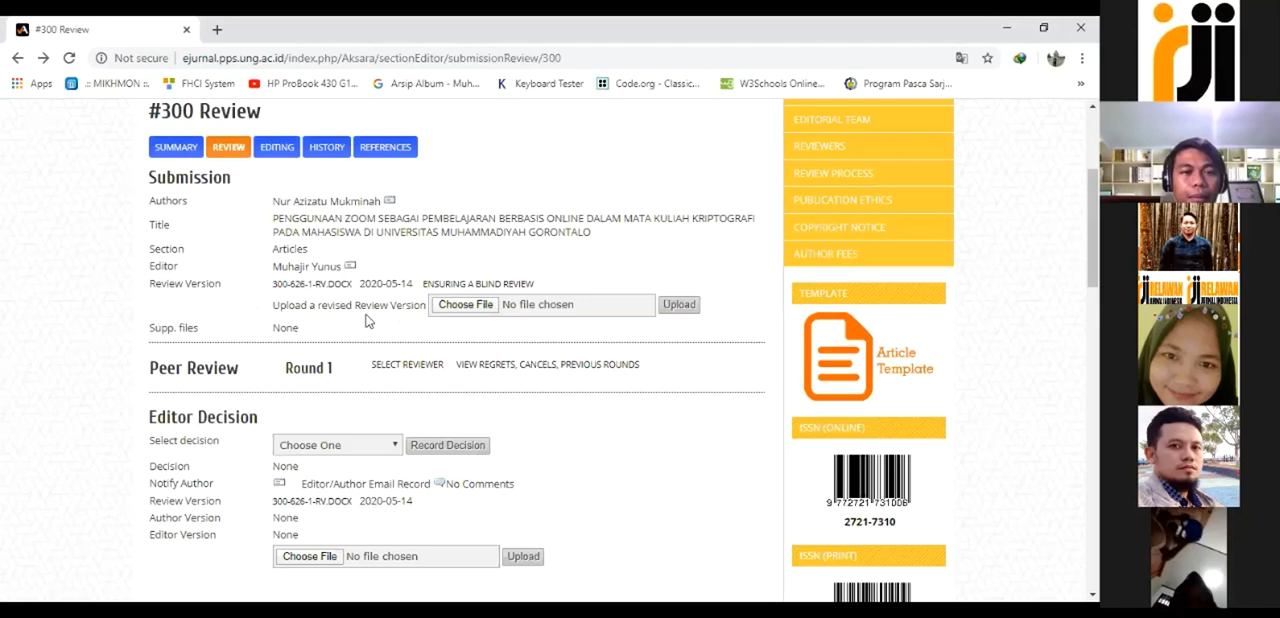 #300 Review
Not secure
ejurnal.pps.ung.ac.id/index.php/Aksara/sectionEditor/submissionReview/300
Apps
.:: MIKHMON ::.
FHCI System
HP ProBook 430 G1...
Arsip Album - Muh...
Keyboard Tester
Code.org - Classic...
W3Schools Online...
Program Pasca Sarj...
»
#300 Review
SUMMARY
REVIEW
EDITING
HISTORY
REFERENCES
Submission
Authors Nur Azizatu Mukminah
Title PENGGUNAAN ZOOM SEBAGAI PEMBELAJARAN BERBASIS ONLINE DALAM MATA KULIAH KRIPTOGRAFI
PADA MAHASISWA DI UNIVERSITAS MUHAMMADIYAH GORONTALO
Section Articles
Editor Muhajir Yunus
Review Version 300-626-1-RV.DOCX 2020-05-14 ENSURING A BLIND REVIEW
Upload a revised Review Version Choose File No file chosen Upload
Supp. files None
Peer Review Round 1 SELECT REVIEWER VIEW REGRETS, CANCELS, PREVIOUS ROUNDS
Editor Decision
Select decision Choose One Record Decision
Decision None
Notify Author Editor/Author Email Record No Comments
Review Version 300-626-1-RV.DOCX 2020-05-14
Author Version None
Editor Version None
Choose File No file chosen Upload
EDITORIAL TEAM
REVIEWERS
REVIEW PROCESS
PUBLICATION ETHICS
COPYRIGHT NOTICE
AUTHOR FEES
TEMPLATE
Article
Template
ISSN (ONLINE)
9 772721 731006
2721-7310
ISSN (PRINT)
RELAWAN
RELAWAN